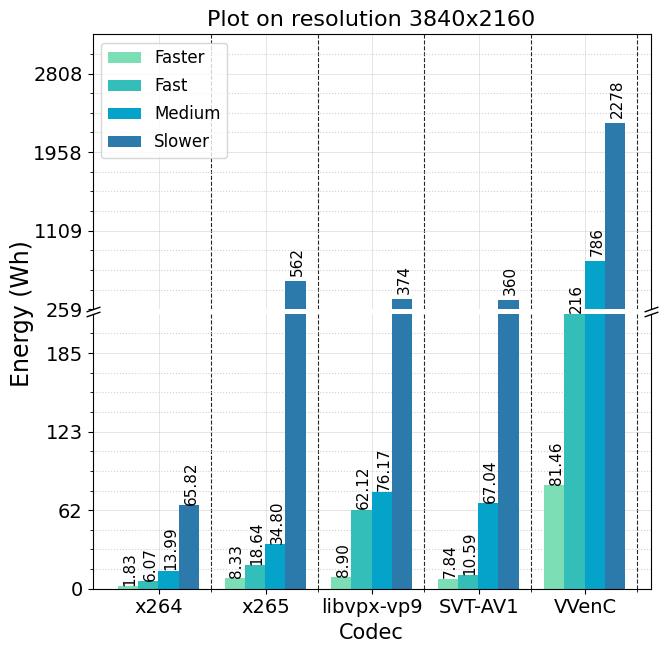 Plot on resolution 3840x2160
Faster
Fast
Medium
Slower
Energy (Wh)
2808
1958
1109
259
185
123
62
0
1.83
6.07
13.99
65.82
8.33
18.64
34.80
562
8.90
62.12
76.17
374
7.84
10.59
67.04
360
81.46
216
786
2278
x264
x265
libvpx-vp9
SVT-AV1
VVenC
Codec